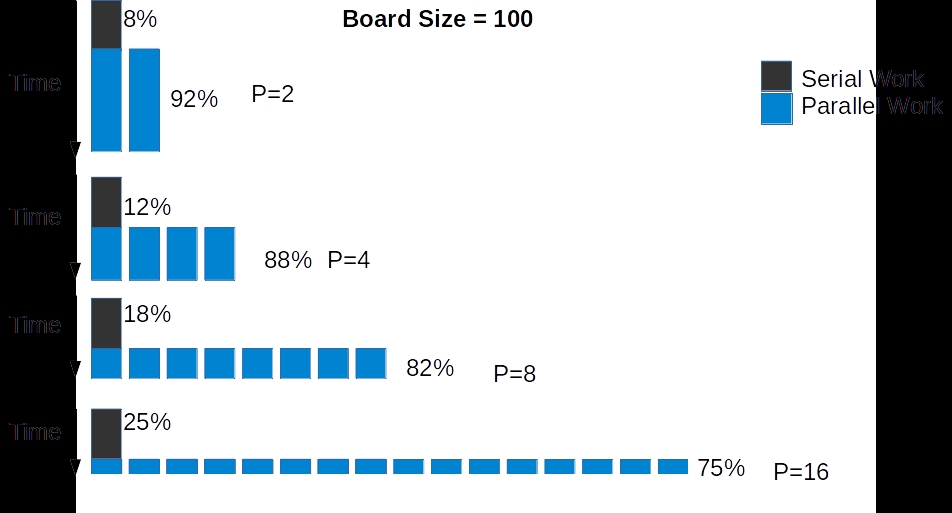 Board Size = 100
8%
Time
92%
P=2
Serial Work
Parallel Work
Time
12%
88%
P=4
Time
18%
82%
P=8
Time
25%
75%
P=16